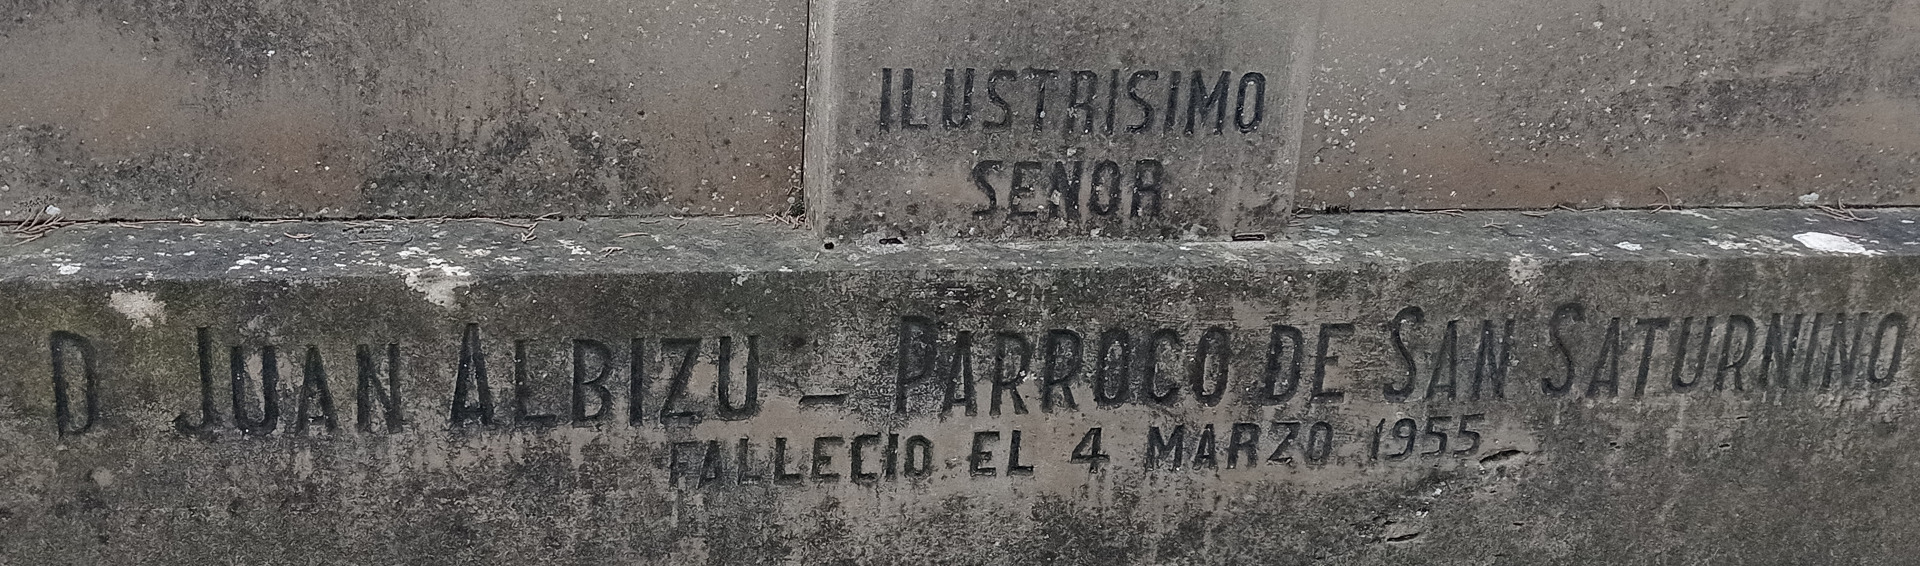 ILUSTRISIMO
SEÑOR
D JUAN ALBIZU - PARROCO DE SAN SATURNINO
FALLECIO EL 4 MARZO 1955